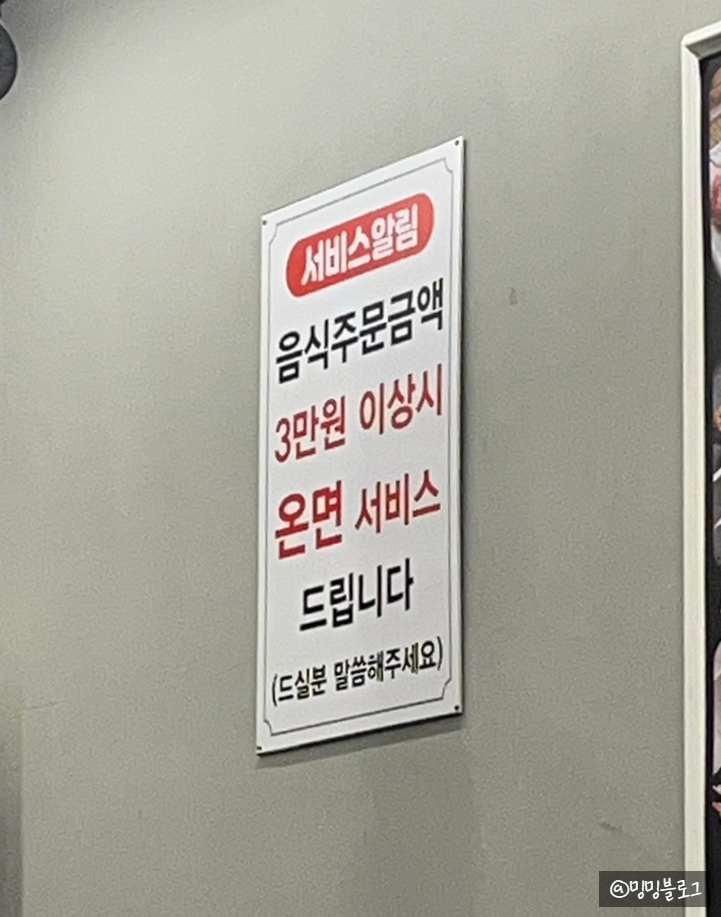 서비스알림
음식주문금액
3만원 이상시
온면 서비스
드립니다
(드실분 말씀해주세요)
@밍밍블로그